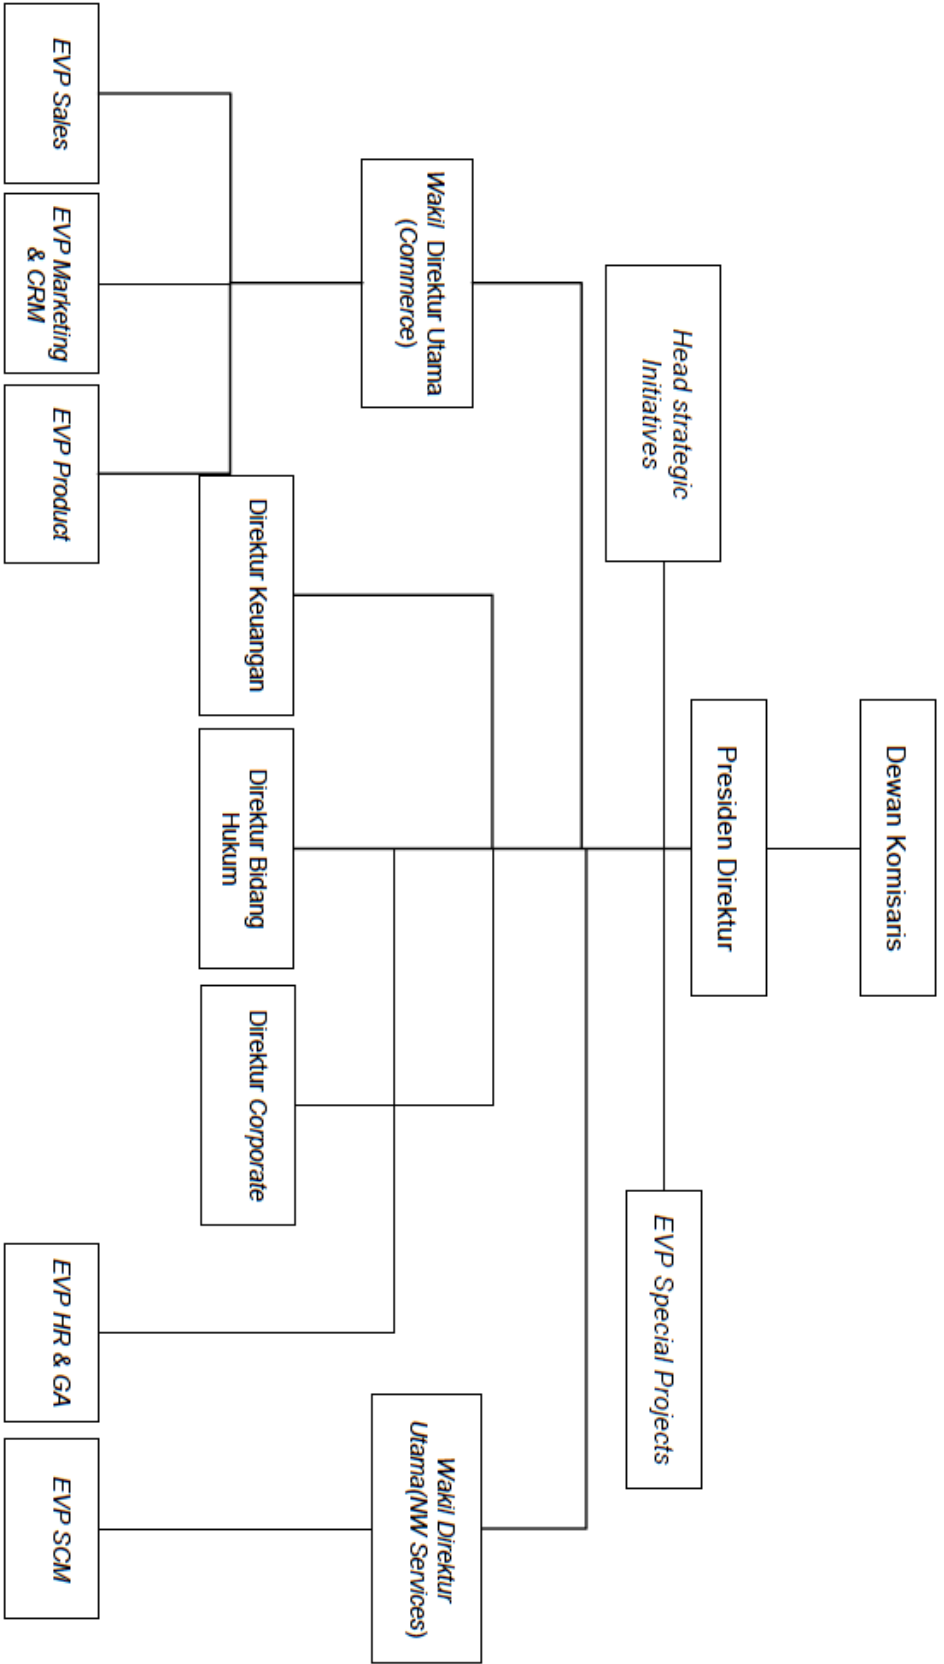 Dewan Komisaris
Presiden Direktur
Head strategic
Initiatives
EVP Special Projects
Wakil Direktur Utama
(Commerce)
Wakil Direktur
Utama(NW Services)
Direktur Keuangan
Direktur Bidang
Hukum
Direktur Corporate
EVP Sales
EVP Marketing
& CRM
EVP Product
EVP HR & GA
EVP SCM